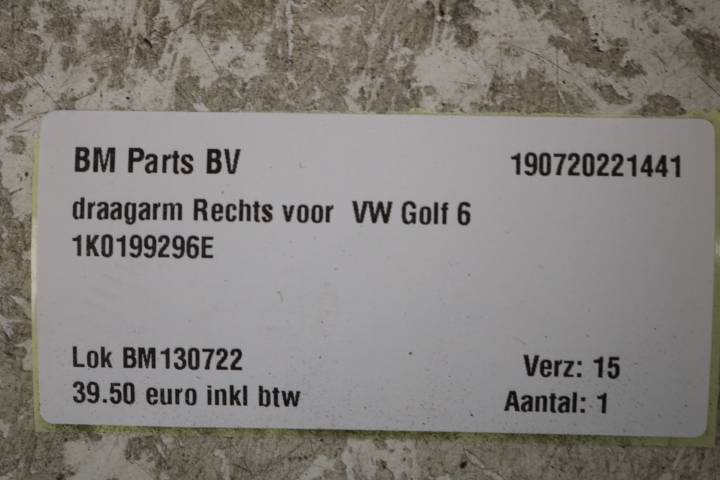 BM Parts BV 190720221441
draagarm Rechts voor VW Golf 6
1K0199296E
Lok BM130722 Verz: 15
39.50 euro inkl btw Aantal: 1